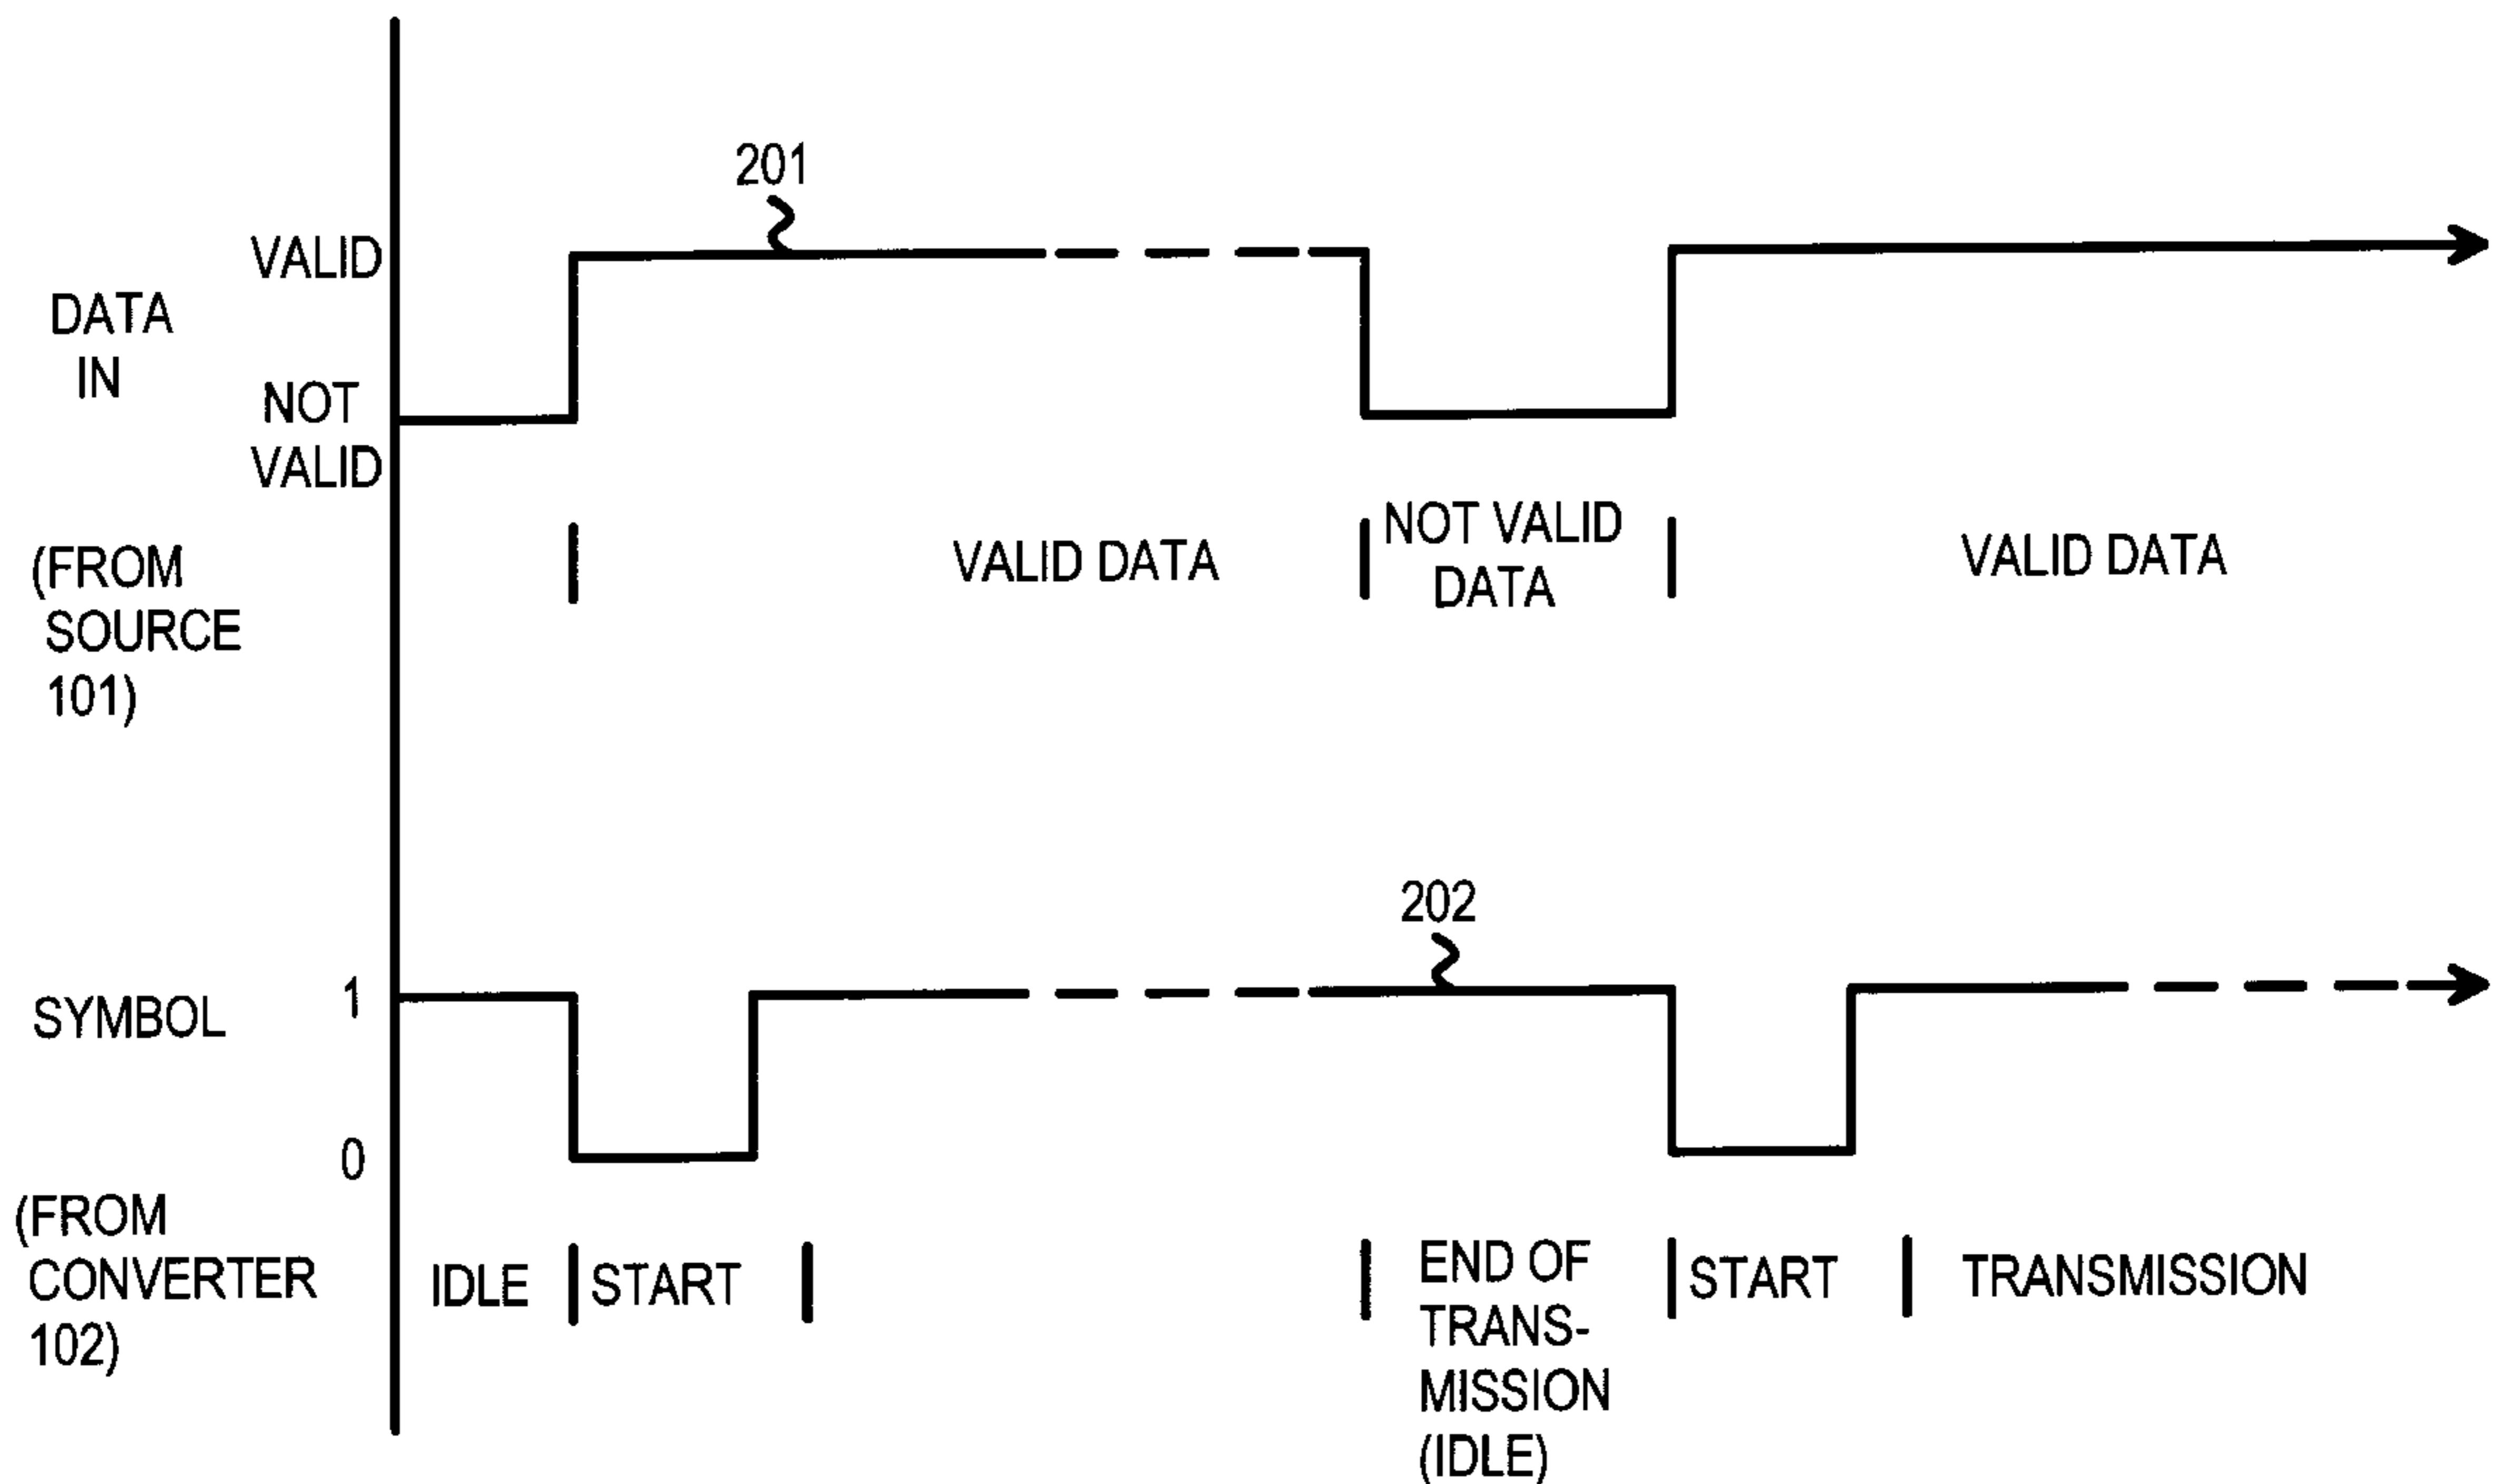 201
VALID
DATA
IN
NOT
VALID
(FROM
SOURCE
101)
VALID DATA
NOT VALID
DATA
VALID DATA
202
SYMBOL
1
0
(FROM
CONVERTER
102)
IDLE
START
END OF
TRANS-
MISSION
(IDLE)
START
TRANSMISSION